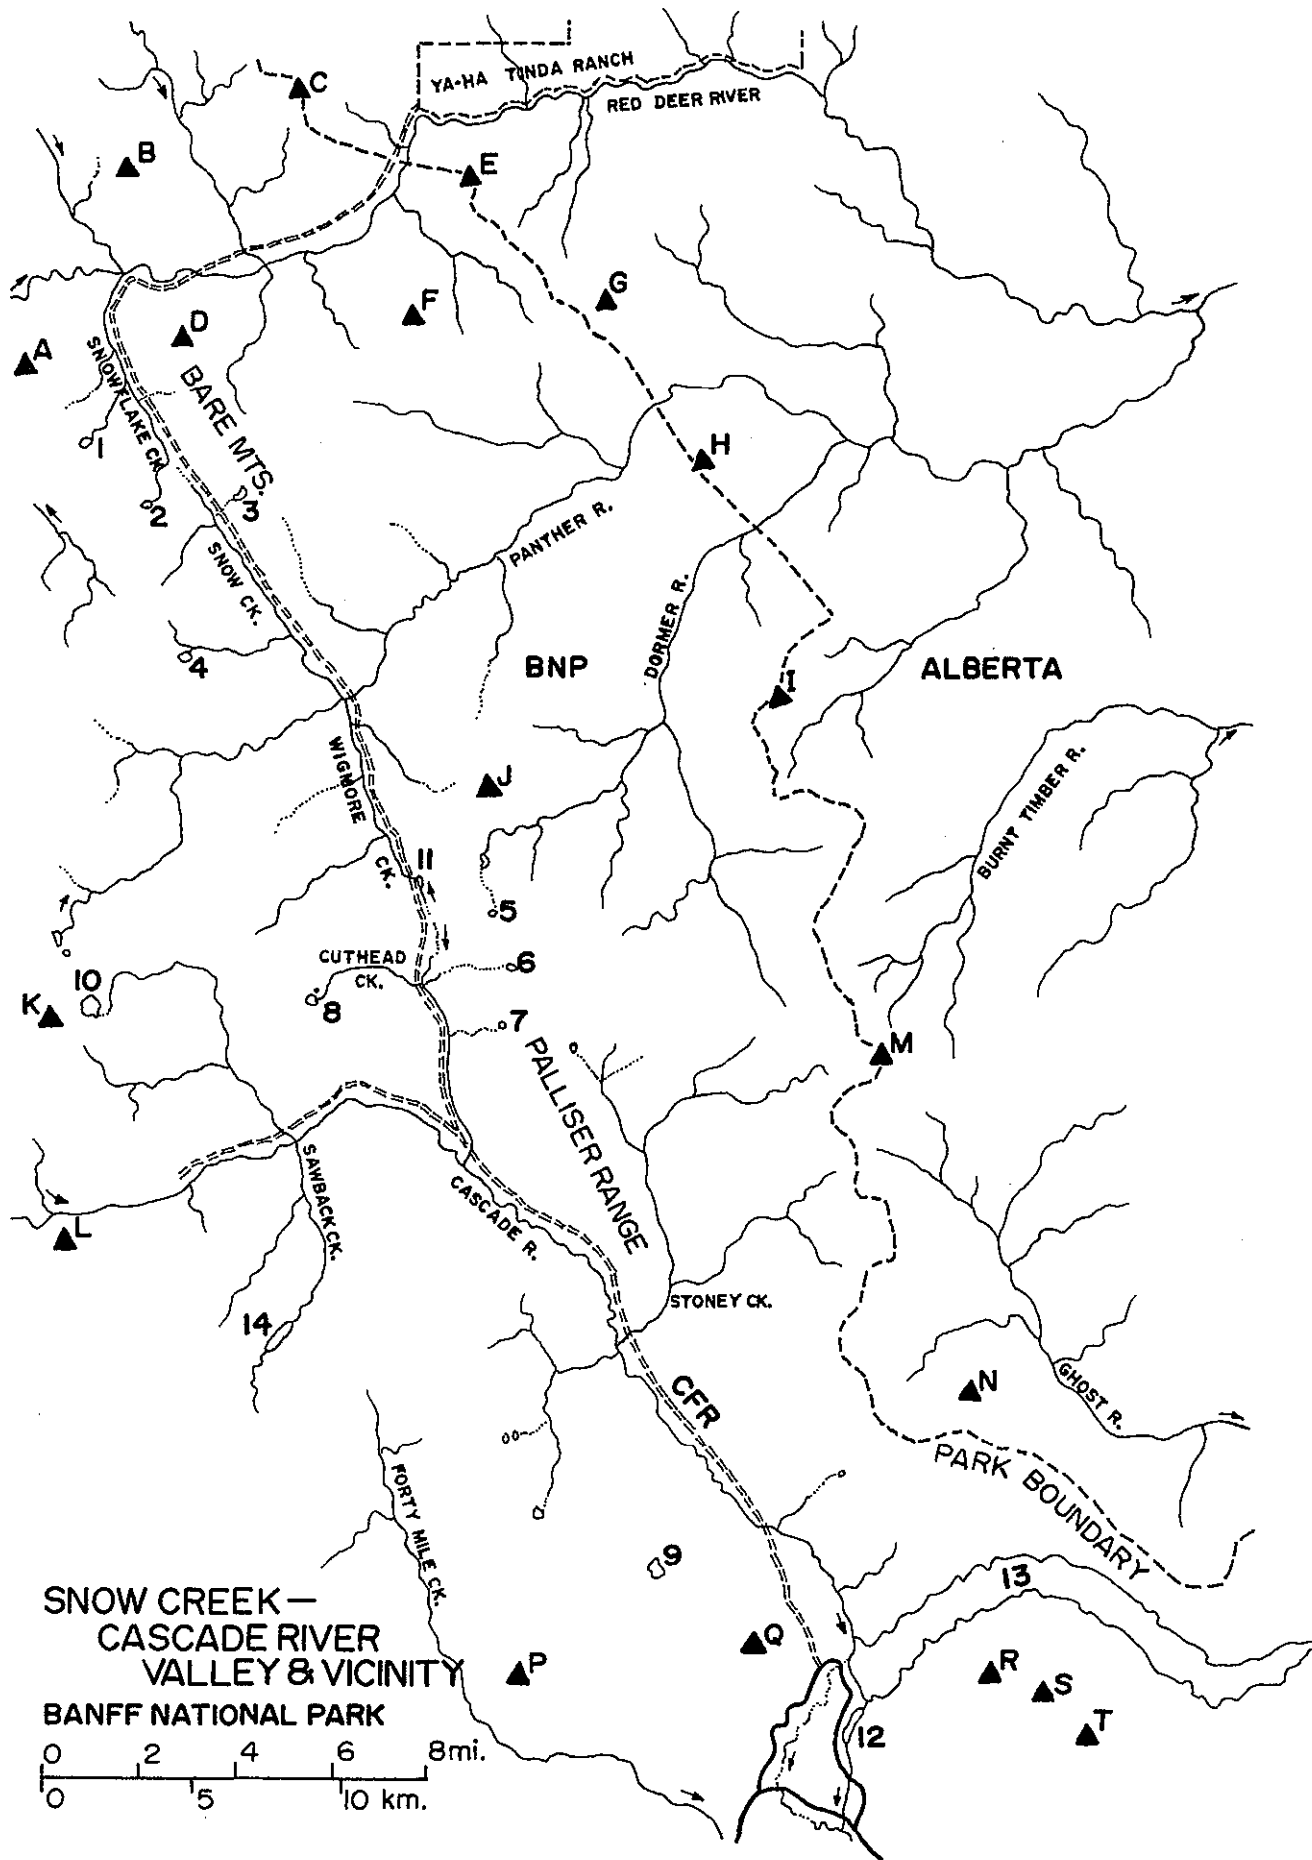 C
YA-HA TINDA RANCH
RED DEER RIVER
B
E
G
F
D
A
SNOWFLAKE CK.
BARE MTS.
1
H
2
3
PANTHER R.
SNOW CK.
DORMER R.
4
BNP
ALBERTA
I
WIGMORE
CK.
J
BURNT TIMBER R.
11
5
CUTHEAD
CK.
6
10
K
8
7
PALLISER RANGE
M
SAWBACK CK.
CASCADE R.
L
STONEY CK.
14
CFR
N
GHOST R.
PARK BOUNDARY
FORTY MILE CK.
9
13
SNOW CREEK –
CASCADE RIVER
VALLEY & VICINITY
BANFF NATIONAL PARK
P
Q
R
S
T
12
0 2 4 6 8mi.
0 5 10 km.